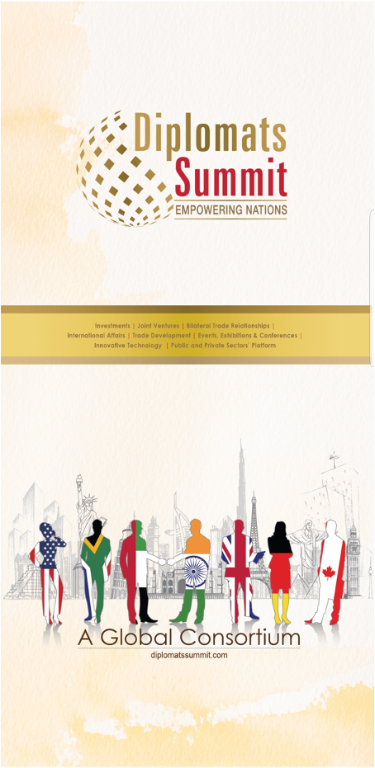 Diplomats
Summit
EMPOWERING NATIONS
Investments | Joint Ventures | Bilateral Trade Relationships |
International Affairs | Trade Development | Events, Exhibitions & Conferences |
Innovative Technology | Public and Private Sectors' Platform
A Global Consortium
diplomatssummit.com